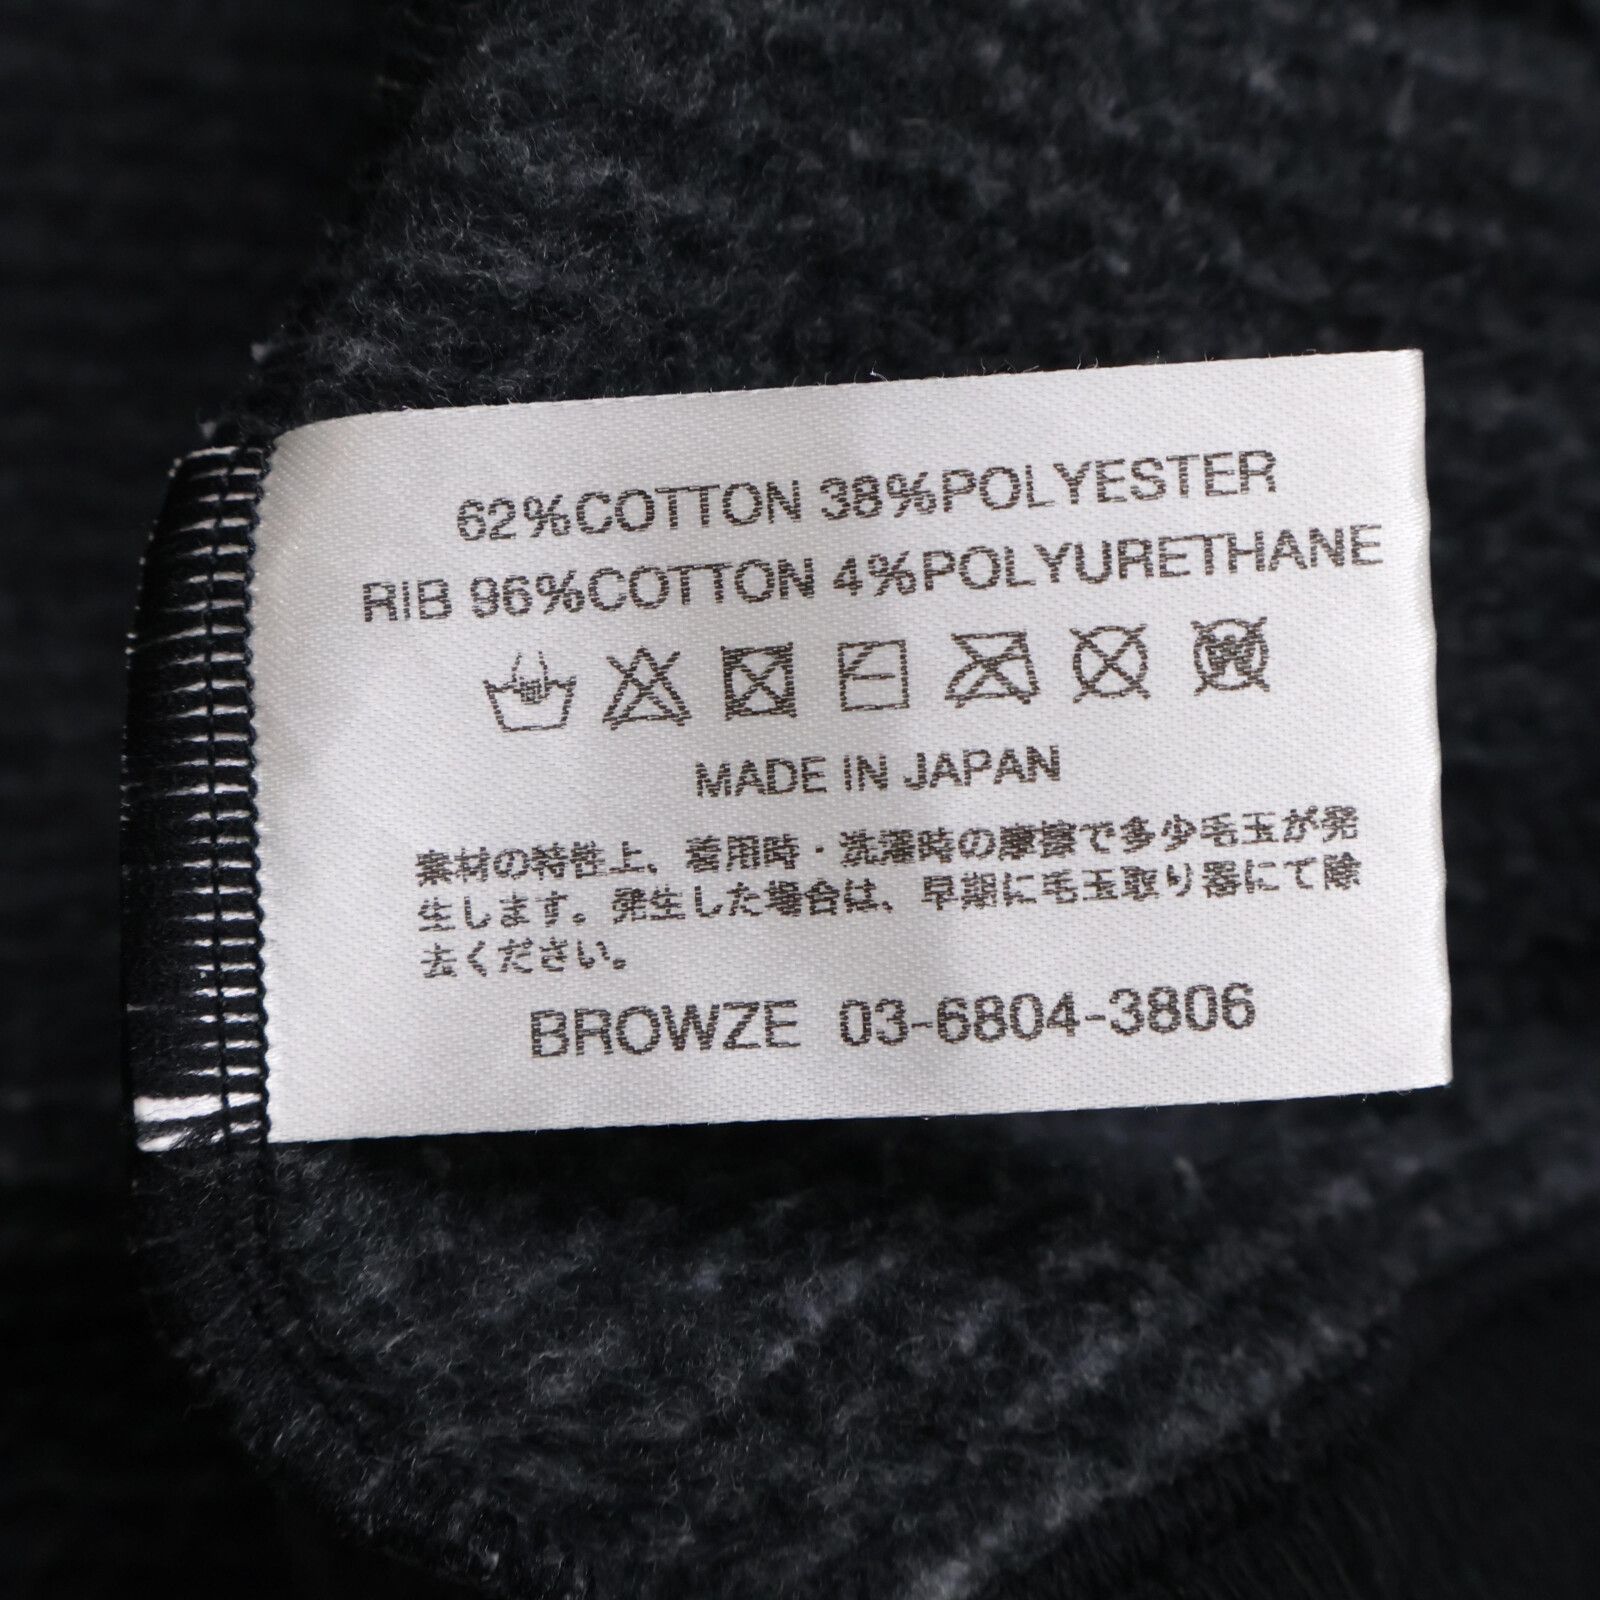 62%COTTON 38%POLYESTER
RIB 96%COTTON 4%POLYURETHANE
MADE IN JAPAN
素材の特性上、着用時・洗濯時の摩擦で多少毛玉が発
生します。発生した場合は、早期に毛玉取り器にて除
去ください。
BROWZE 03-6804-3806